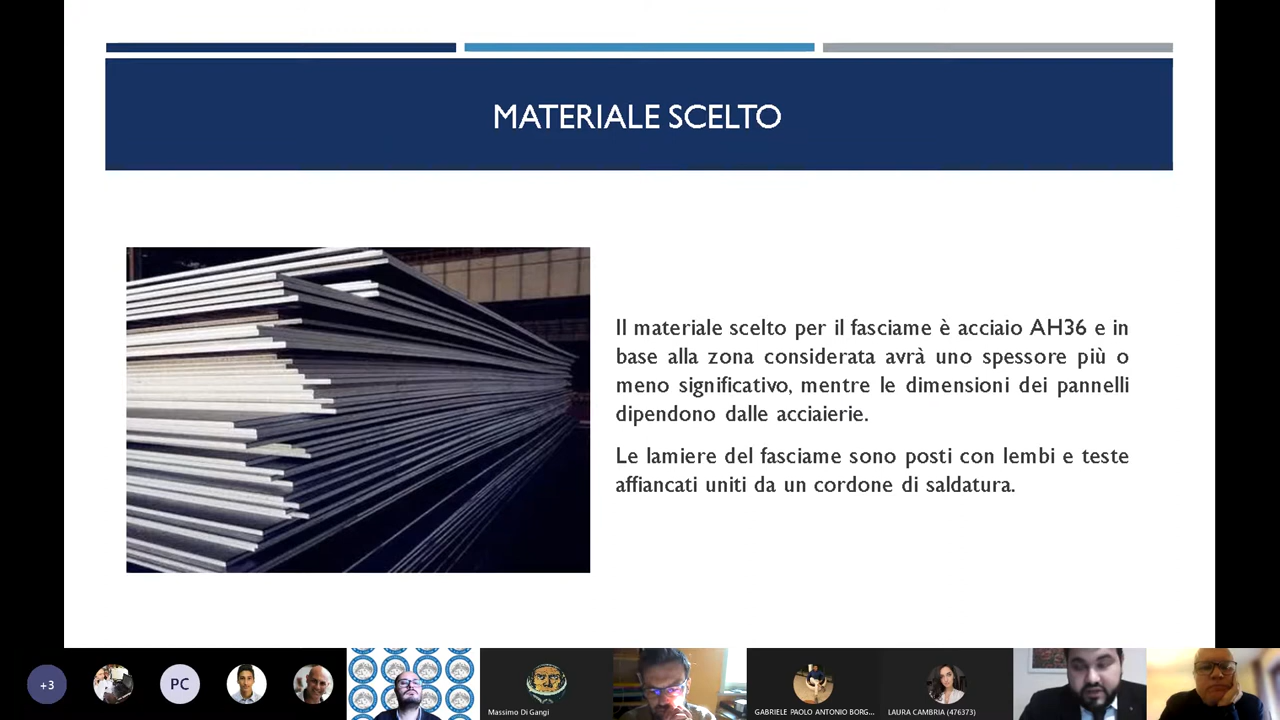 MATERIALE SCELTO
Il materiale scelto per il fasciame è acciaio AH36 e in
base alla zona considerata avrà uno spessore più o
meno significativo, mentre le dimensioni dei pannelli
dipendono dalle acciaierie.
Le lamiere del fasciame sono posti con lembi e teste
affiancati uniti da un cordone di saldatura.
+3
PC
Massimo Di Gangi
GABRIELE PAOLO ANTONIO BORG...
LAURA CAMBRIA (476373)